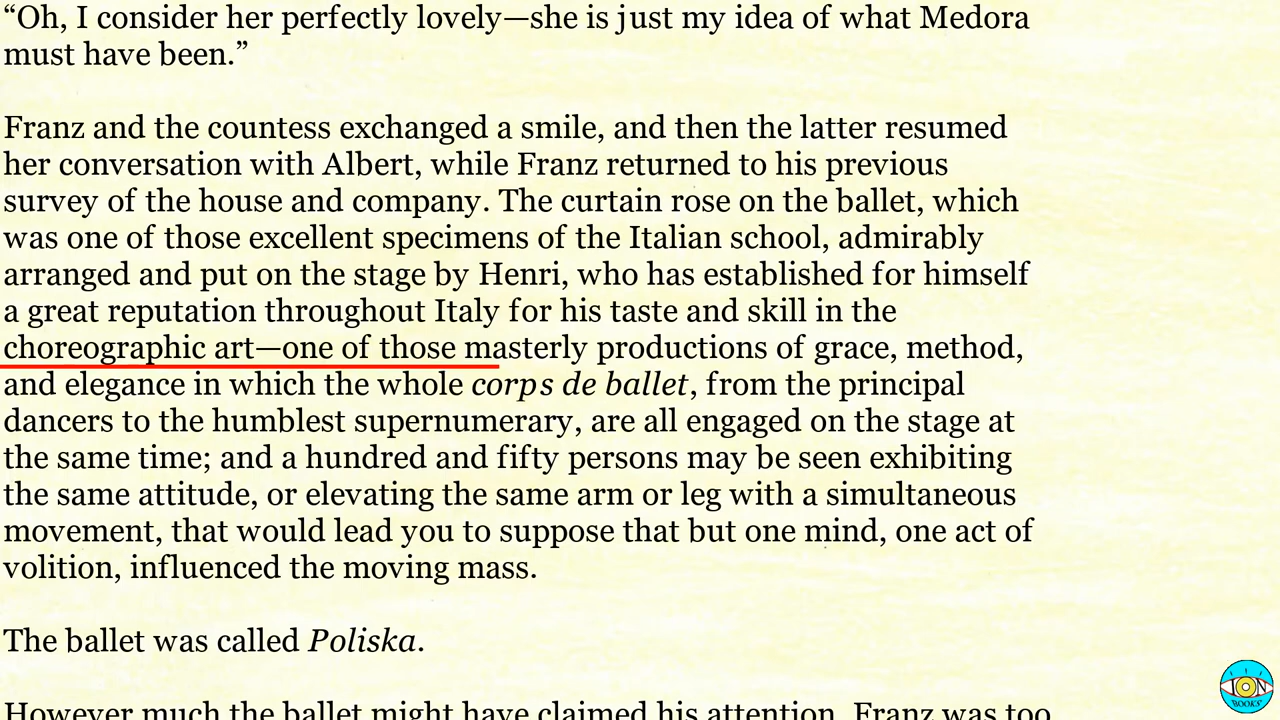 “Oh, I consider her perfectly lovely—she is just my idea of what Medora
must have been.”
Franz and the countess exchanged a smile, and then the latter resumed
her conversation with Albert, while Franz returned to his previous
survey of the house and company. The curtain rose on the ballet, which
was one of those excellent specimens of the Italian school, admirably
arranged and put on the stage by Henri, who has established for himself
a great reputation throughout Italy for his taste and skill in the
choreographic art—one of those masterly productions of grace, method,
and elegance in which the whole corps de ballet, from the principal
dancers to the humblest supernumerary, are all engaged on the stage at
the same time; and a hundred and fifty persons may be seen exhibiting
the same attitude, or elevating the same arm or leg with a simultaneous
movement, that would lead you to suppose that but one mind, one act of
volition, influenced the moving mass.
The ballet was called Poliska.
However much the ballet might have claimed his attention, Franz was too
ION
BOOKS